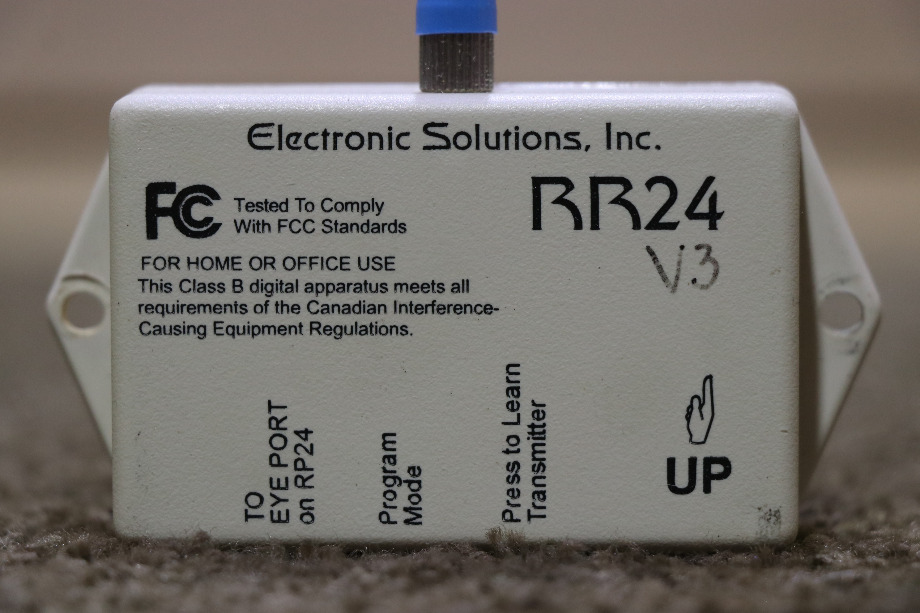 Electronic Solutions, Inc.
FC Tested To Comply
With FCC Standards
RR24
V.3
FOR HOME OR OFFICE USE
This Class B digital apparatus meets all
requirements of the Canadian Interference-
Causing Equipment Regulations.
TO
EYE PORT
on RP24
Program
Mode
Press to Learn
Transmitter
UP